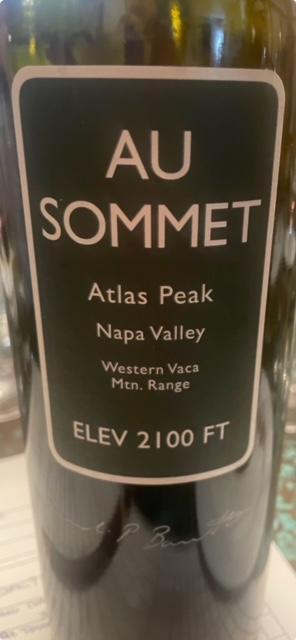 AU
SOMMET
Atlas Peak
Napa Valley
Western Vaca
Mtn. Range
ELEV 2100 FT